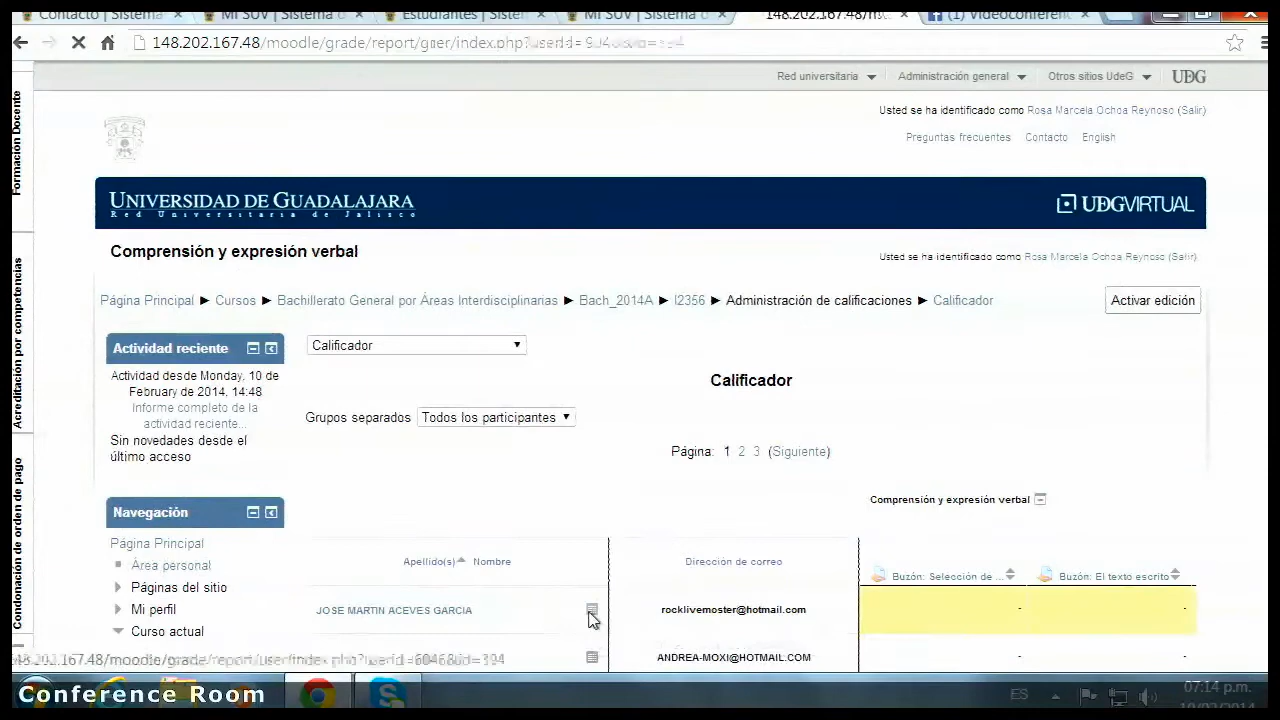 Contacto | Sistema
Mi SUV | Sistema d
Estudiantes | Sistem
Mi SUV | Sistema d
148.202.167.48/m
(1) Videoconferen
148.202.167.48/moodle/grade/report/
Formación Docente
Acreditación por competencias
Condonación de orden de pago
Red universitaria
Administración general
Otros sitios UdeG
UDG
Usted se ha identificado como Rosa Marcela Ochoa Reynoso (Salir)
Preguntas frecuentes Contacto English
UNIVERSIDAD DE GUADALAJARA
Red Universitaria de Jalisco
UDGVIRTUAL
Comprensión y expresión verbal
Usted se ha identificado como Rosa Marcela Ochoa Reynoso (Salir)
Página Principal ► Cursos ► Bachillerato General por Áreas Interdisciplinarias ► Bach_2014A ► I2356 ► Administración de calificaciones ► Calificador
Activar edición
Actividad reciente
Actividad desde Monday, 10 de
February de 2014, 14:48
Informe completo de la
actividad reciente...
Sin novedades desde el
último acceso
Calificador
Calificador
Grupos separados Todos los participantes
Página: 1 2 3 (Siguiente)
Navegación
Página Principal
Área personal
Páginas del sitio
Mi perfil
Curso actual
Comprensión y expresión verbal
Apellido(s) Nombre
Dirección de correo
Buzón: Selección de ...
Buzón: El texto escrito
JOSE MARTIN ACEVES GARCIA
rocklivemoster@hotmail.com
- -
ANDREA-MOXI@HOTMAIL.COM
- -
Conference Room
ES
07:14 p.m.